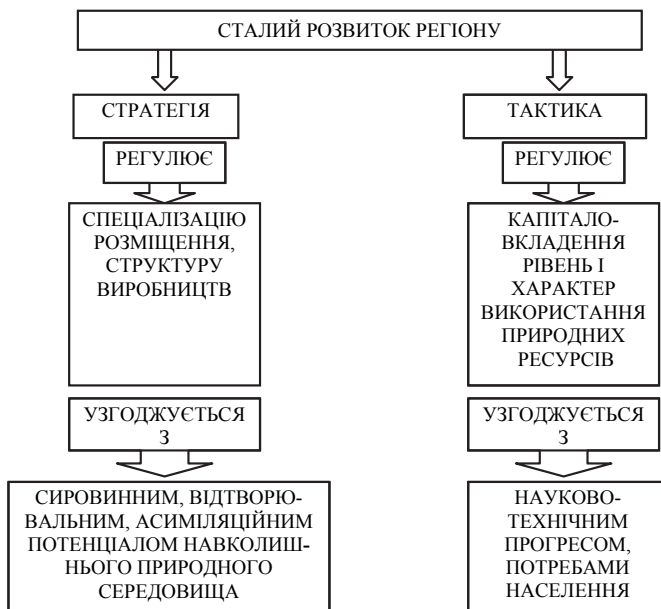 СТАЛИЙ РОЗВИТОК РЕГІОНУ
СТРАТЕГІЯ
РЕГУЛЮЄ
СПЕЦІАЛІЗАЦІЮ
РОЗМІЩЕННЯ,
СТРУКТУРУ
ВИРОБНИЦТВ
УЗГОДЖУЄТЬСЯ
З
СИРОВИННИМ, ВІДТВОРЮ-
ВАЛЬНИМ, АСИМІЛЯЦІЙНИМ
ПОТЕНЦІАЛОМ НАВКОЛИШ-
НЬОГО ПРИРОДНОГО
СЕРЕДОВИЩА
ТАКТИКА
РЕГУЛЮЄ
КАПІТАЛО-
ВКЛАДЕННЯ
РІВЕНЬ І
ХАРАКТЕР
ВИКОРИСТАННЯ
ПРИРОДНИХ
РЕСУРСІВ
УЗГОДЖУЄТЬСЯ
З
НАУКОВО-
ТЕХНІЧНИМ
ПРОГРЕСОМ,
ПОТРЕБАМИ
НАСЕЛЕННЯ